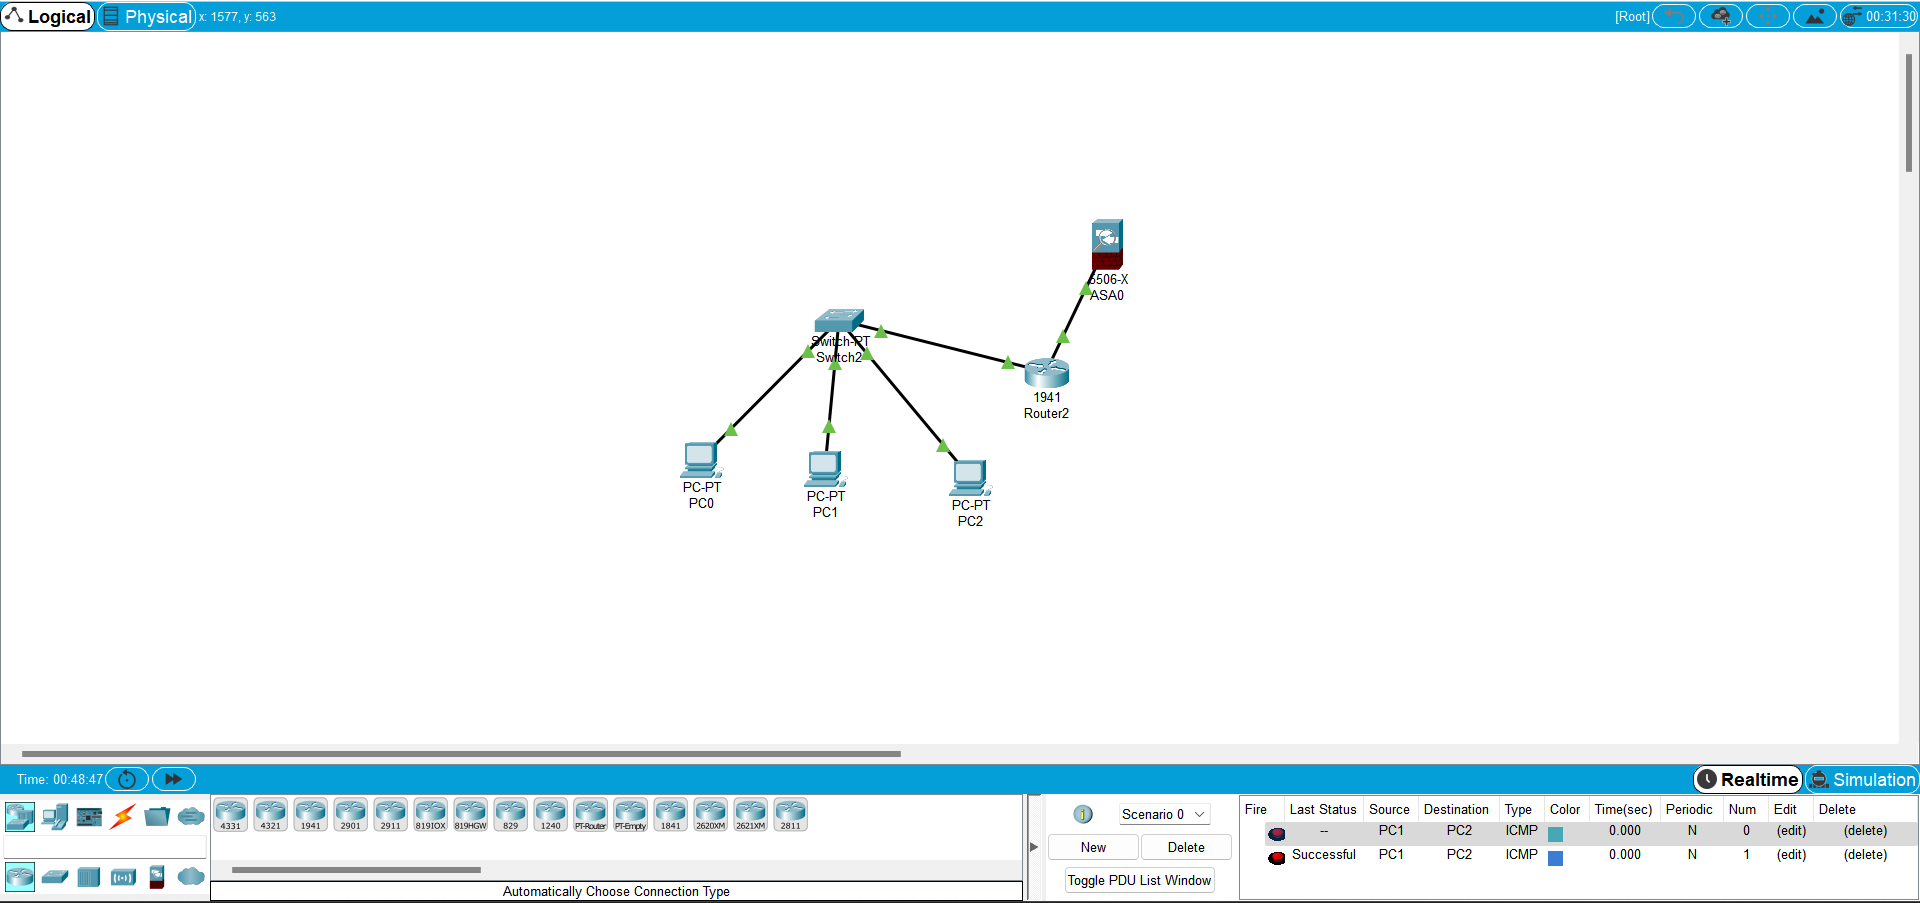 Logical Physical x: 1577, y: 563 [Root] 00:31:30
5506-X
ASA0
Switch-PT
Switch2
1941
Router2
PC-PT
PC0
PC-PT
PC1
PC-PT
PC2
Time: 00:48:47 Realtime Simulation
4331 4321 1941 2901 2911 819IOX 819HGW 829 1240 PT-Router PT-Empty 1841 2620XM 2621XM 2811
Automatically Choose Connection Type
Scenario 0
New Delete
Toggle PDU List Window
Fire Last Status Source Destination Type Color Time(sec) Periodic Num Edit Delete
-- PC1 PC2 ICMP 0.000 N 0 (edit) (delete)
Successful PC1 PC2 ICMP 0.000 N 1 (edit) (delete)